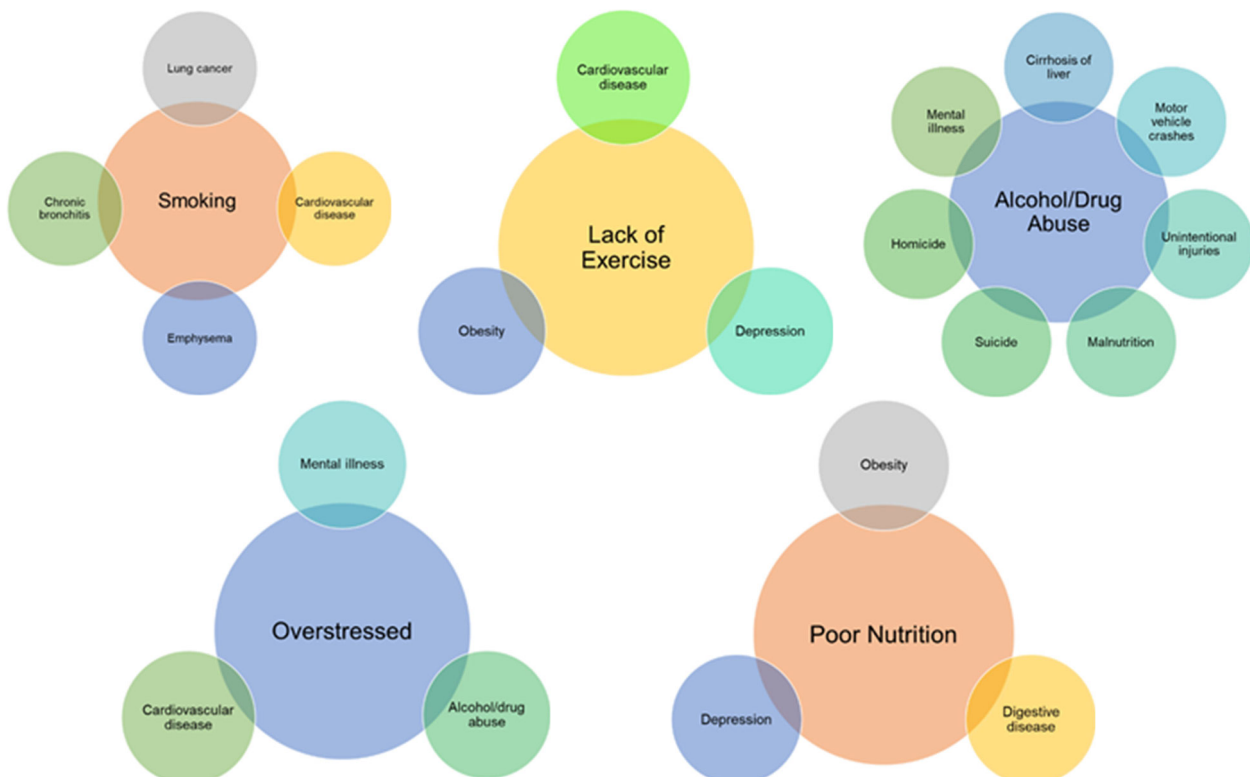 Lung cancer
Chronic
bronchitis
Smoking
Cardiovascular
disease
Emphysema
Cardiovascular
disease
Lack of
Exercise
Obesity
Depression
Cirrhosis of
liver
Mental
illness
Motor
vehicle
crashes
Alcohol/Drug
Abuse
Homicide
Unintentional
injuries
Suicide
Malnutrition
Mental illness
Overstressed
Cardiovascular
disease
Alcohol/drug
abuse
Obesity
Poor Nutrition
Depression
Digestive
disease